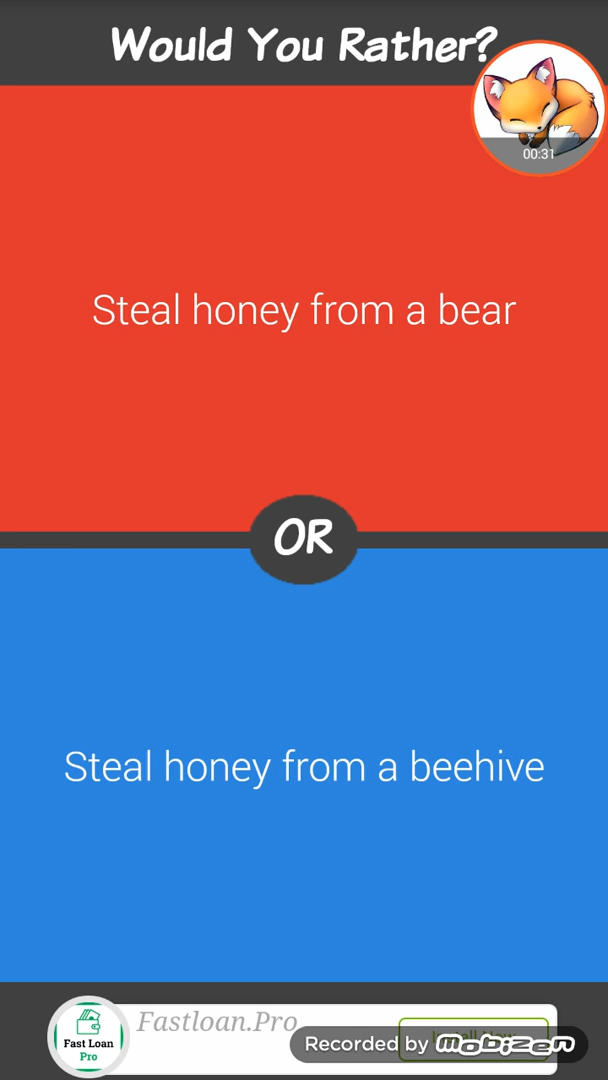 Would You Rather?
00:31
Steal honey from a bear
OR
Steal honey from a beehive
Fastloan.Pro
Fast Loan
Pro
Recorded by mobizen